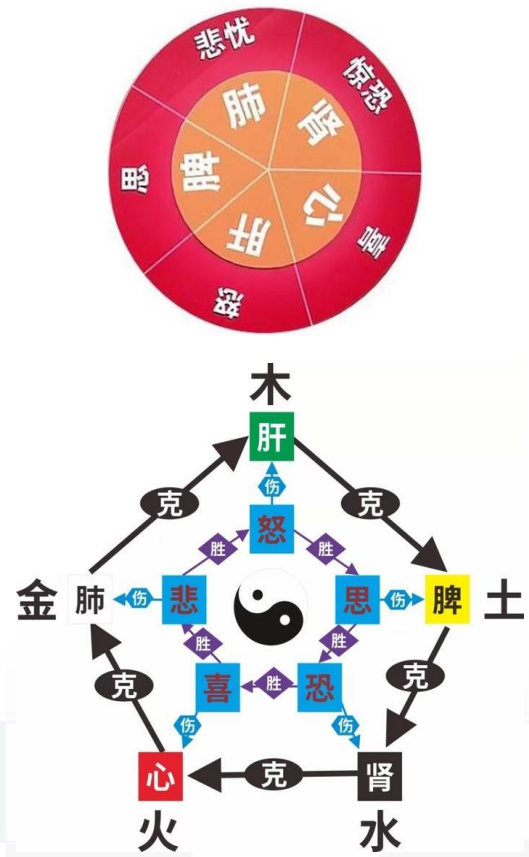 悲忧
惊恐
肺
肾
思
脾
心
喜
肝
怒
木
肝
伤
克
克
怒
胜
胜
金
肺
伤
悲
思
伤
脾
土
胜
胜
克
喜
胜
恐
克
伤
伤
心
克
肾
火
水